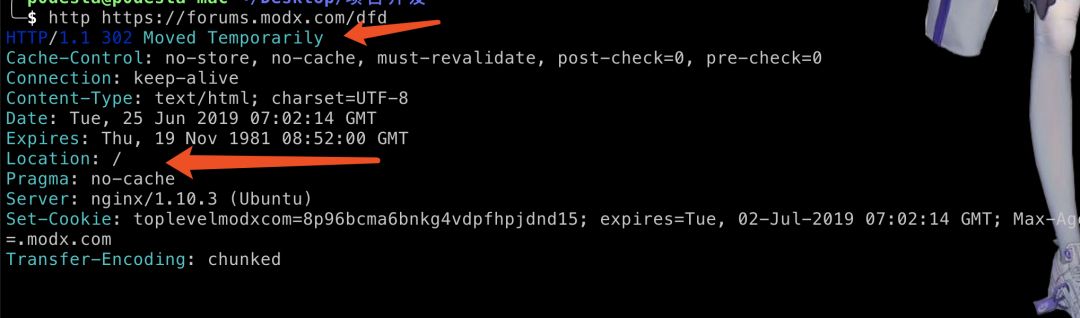 └─$ http https://forums.modx.com/dfd
HTTP/1.1 302 Moved Temporarily
Cache-Control: no-store, no-cache, must-revalidate, post-check=0, pre-check=0
Connection: keep-alive
Content-Type: text/html; charset=UTF-8
Date: Tue, 25 Jun 2019 07:02:14 GMT
Expires: Thu, 19 Nov 1981 08:52:00 GMT
Location: /
Pragma: no-cache
Server: nginx/1.10.3 (Ubuntu)
Set-Cookie: toplevelmodxcom=8p96bcma6bnkg4vdpfhpjdnd15; expires=Tue, 02-Jul-2019 07:02:14 GMT; Max-Age
=.modx.com
Transfer-Encoding: chunked